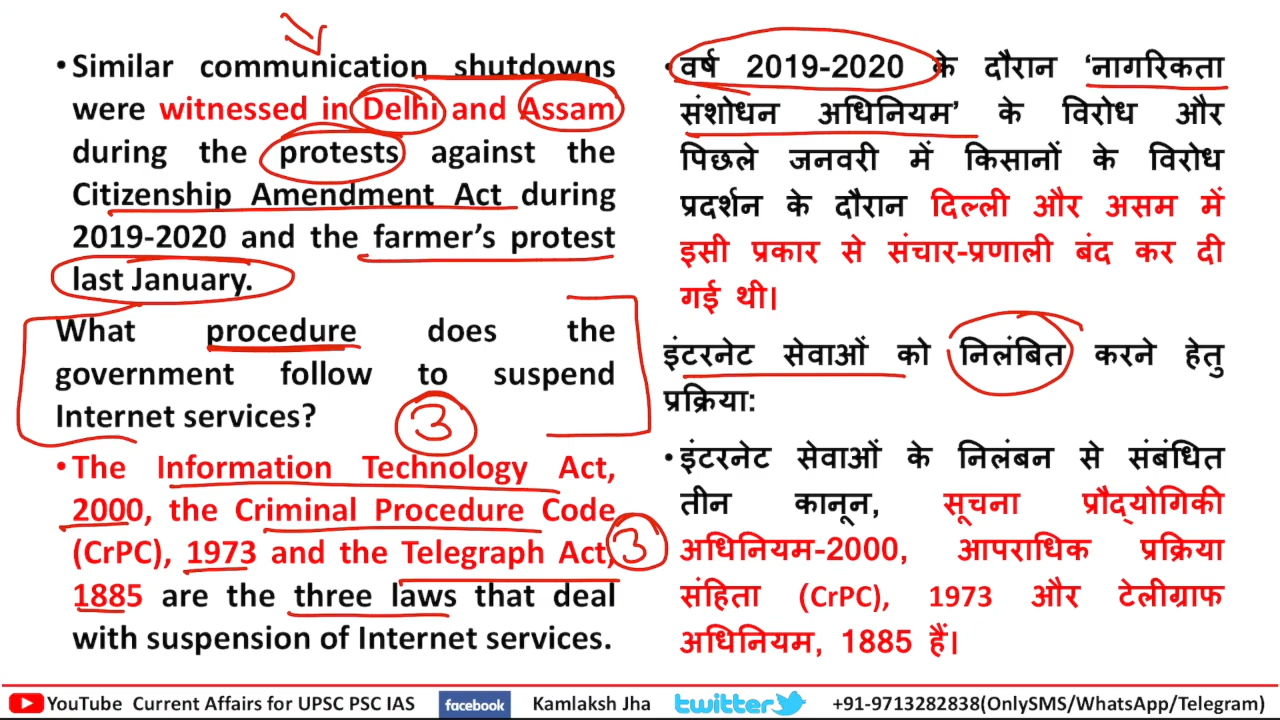 •Similar communication shutdowns
were witnessed in Delhi and Assam
during the protests against the
Citizenship Amendment Act during
2019-2020 and the farmer's protest
last January.
What procedure does the
government follow to suspend
Internet services?
3
•The Information Technology Act,
2000, the Criminal Procedure Code
(CrPC), 1973 and the Telegraph Act,
3
1885 are the three laws that deal
with suspension of Internet services.
•वर्ष 2019-2020 के दौरान ‘नागरिकता
संशोधन अधिनियम’ के विरोध और
पिछले जनवरी में किसानों के विरोध
प्रदर्शन के दौरान दिल्ली और असम में
इसी प्रकार से संचार-प्रणाली बंद कर दी
गई थी।
इंटरनेट सेवाओं को निलंबित करने हेतु
प्रक्रिया:
•इंटरनेट सेवाओं के निलंबन से संबंधित
तीन कानून, सूचना प्रौद्योगिकी
अधिनियम-2000, आपराधिक प्रक्रिया
संहिता (CrPC), 1973 और टेलीग्राफ
अधिनियम, 1885 हैं।
YouTube Current Affairs for UPSC PSC IAS facebook Kamlaksh Jha twitter +91-9713282838(OnlySMS/WhatsApp/Telegram)